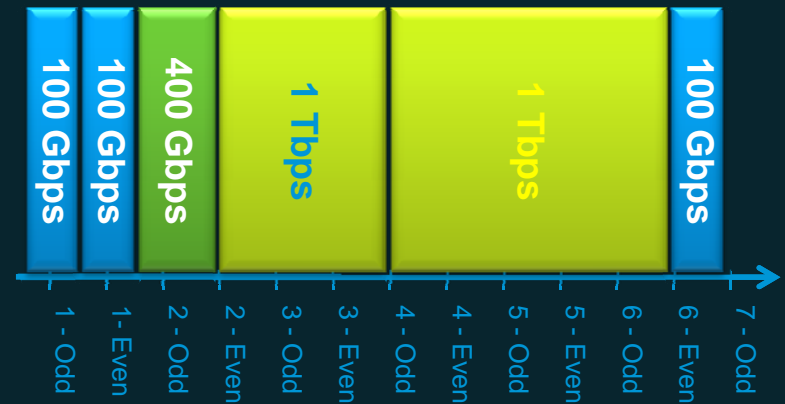 100 Gbps
100 Gbps
400 Gbps
1 Tbps
1 Tbps
100 Gbps
1 - Odd
1- Even
2 - Odd
2 - Even
3 - Odd
3 - Even
4 - Odd
4 - Even
5 - Odd
5 - Even
6 - Odd
6 - Even
7 - Odd